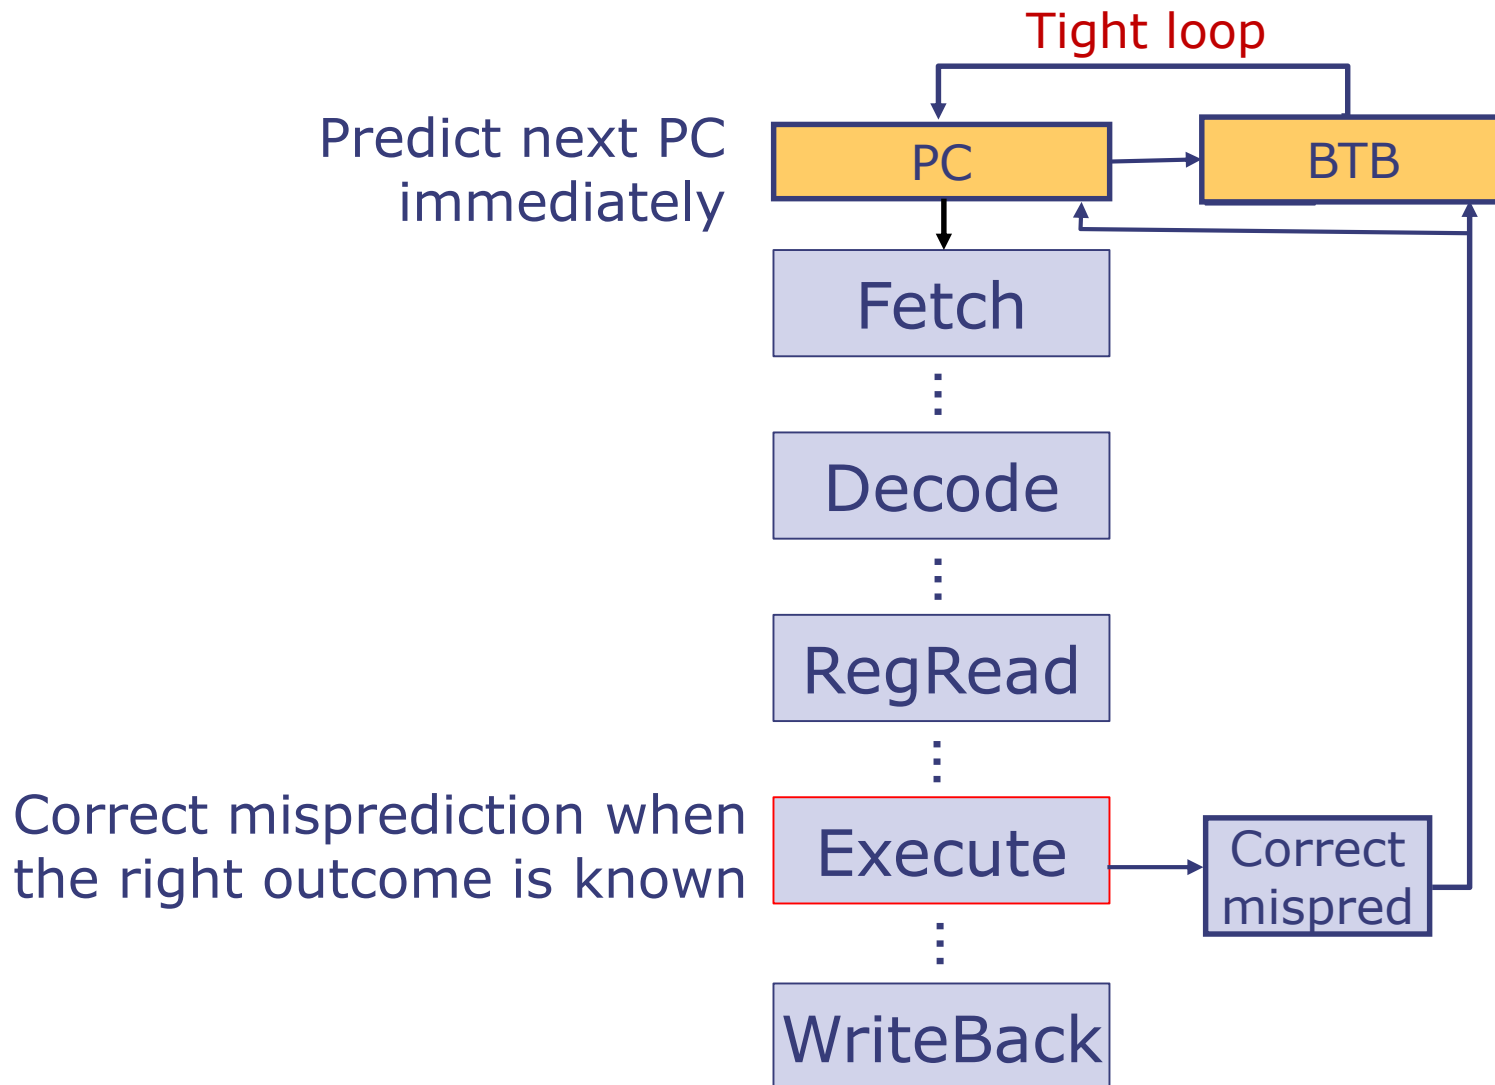 Tight loop
Predict next PC
immediately
PC
BTB
Fetch
Decode
RegRead
Correct misprediction when
the right outcome is known
Execute
Correct
mispred
WriteBack